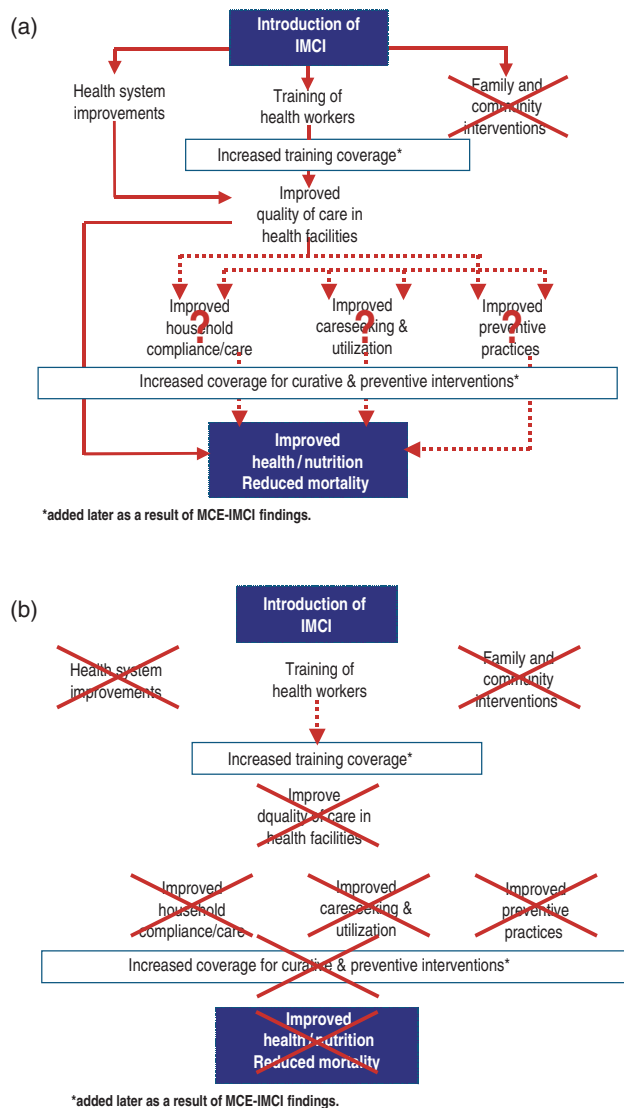 (a)
Introduction of
IMCI
Health system
improvements
Training of
health workers
Family and
community
interventions
Increased training coverage*
Improved
quality of care in
health facilities
Improved
household
compliance/care
?
Improved
careseeking &
utilization
?
Improved
preventive
practices
?
Increased coverage for curative & preventive interventions*
Improved
health/nutrition
Reduced mortality
*added later as a result of MCE-IMCI findings.
(b)
Introduction of
IMCI
Health system
improvements
Training of
health workers
Family and
community
interventions
Increased training coverage*
Improve
dquality of care in
health facilities
Improved
household
compliance/care
Improved
careseeking &
utilization
Improved
preventive
practices
Increased coverage for curative & preventive interventions*
Improved
health/nutrition
Reduced mortality
*added later as a result of MCE-IMCI findings.